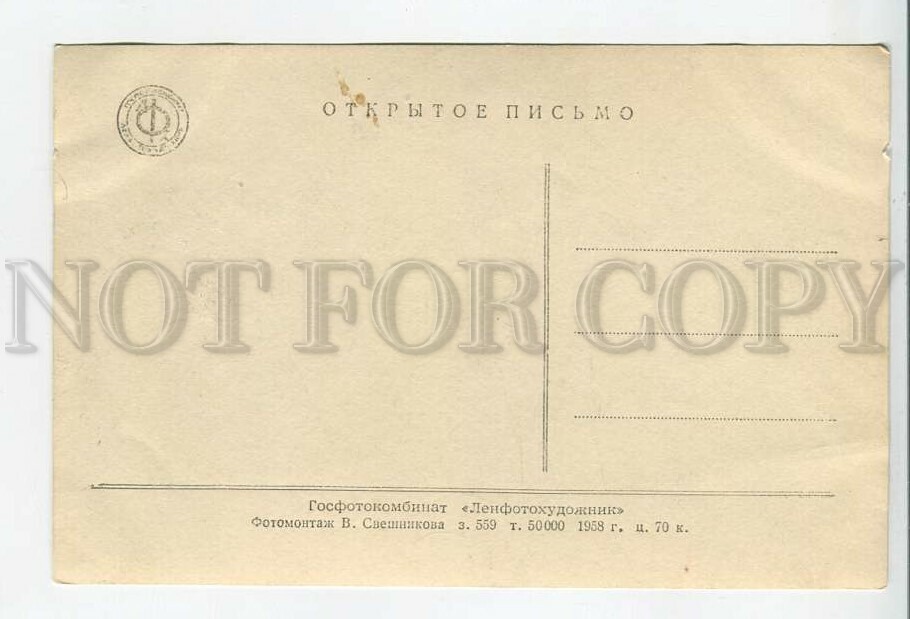 ОТКРЫТОЕ ПИСЬМО
Ф
NOT FOR COPY
Госфотокомбинат «Ленфотохудожник»
Фотомонтаж В. Свешникова з. 559 т. 50000 1958 г. ц. 70 к.